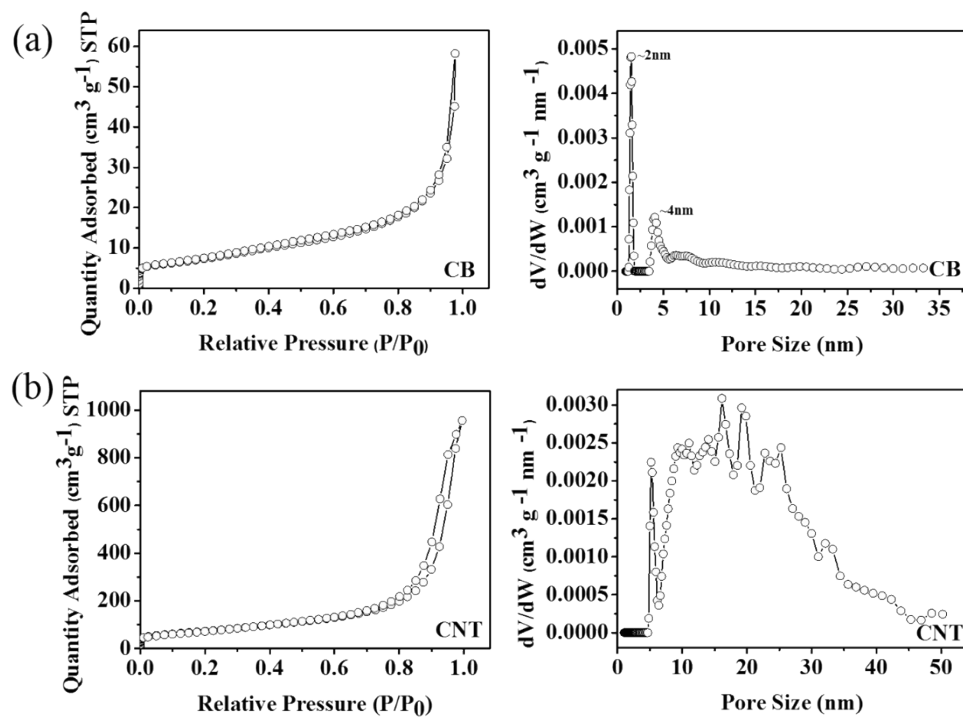 (a)
Quantity Adsorbed (cm³ g⁻¹) STP
60
50
40
30
20
10
0
CB
0.0 0.2 0.4 0.6 0.8 1.0
Relative Pressure (P/P₀)
dV/dW (cm³ g⁻¹ nm ⁻¹)
0.005
0.004
0.003
0.002
0.001
0.000
~2nm
~4nm
CB
0 5 10 15 20 25 30 35
Pore Size (nm)
(b)
Quantity Adsorbed (cm³g⁻¹) STP
1000
800
600
400
200
0
CNT
0.0 0.2 0.4 0.6 0.8 1.0
Relative Pressure (P/P₀)
dV/dW (cm³ g⁻¹ nm ⁻¹)
0.0030
0.0025
0.0020
0.0015
0.0010
0.0005
0.0000
CNT
0 10 20 30 40 50
Pore Size (nm)